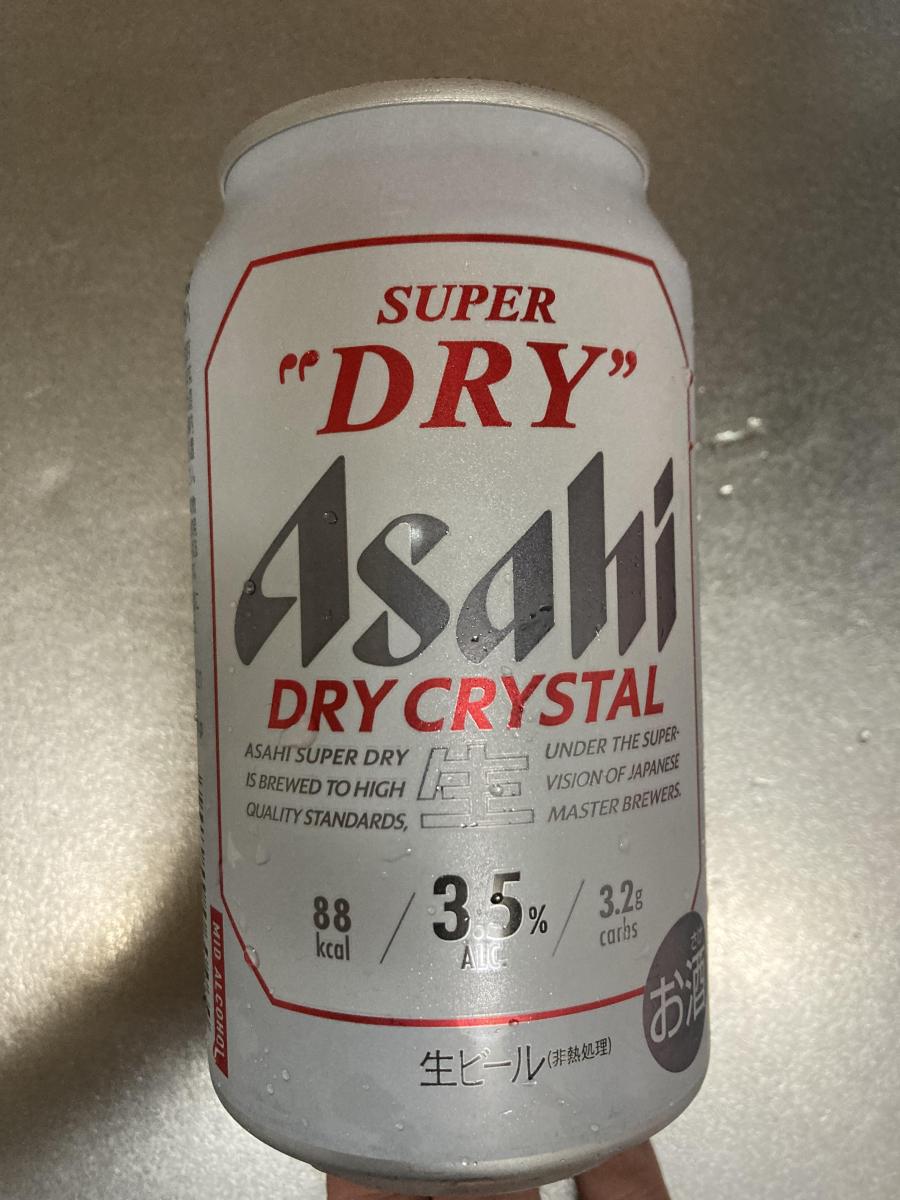 SUPER
"DRY"
Asahi
DRY CRYSTAL
ASAHI SUPER DRY
IS BREWED TO HIGH
QUALITY STANDARDS,
生
UNDER THE SUPER-
VISION OF JAPANESE
MASTER BREWERS.
88
kcal
3.5%
ALC.
3.2g
carbs
MID ALCOHOL
お酒
生ビール(非熱処理)